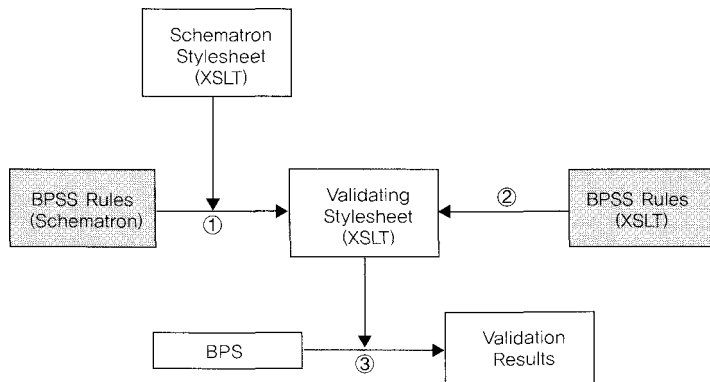 Schematron
Stylesheet
(XSLT)
BPSS Rules
(Schematron)
①
Validating
Stylesheet
(XSLT)
②
BPSS Rules
(XSLT)
BPS
③
Validation
Results